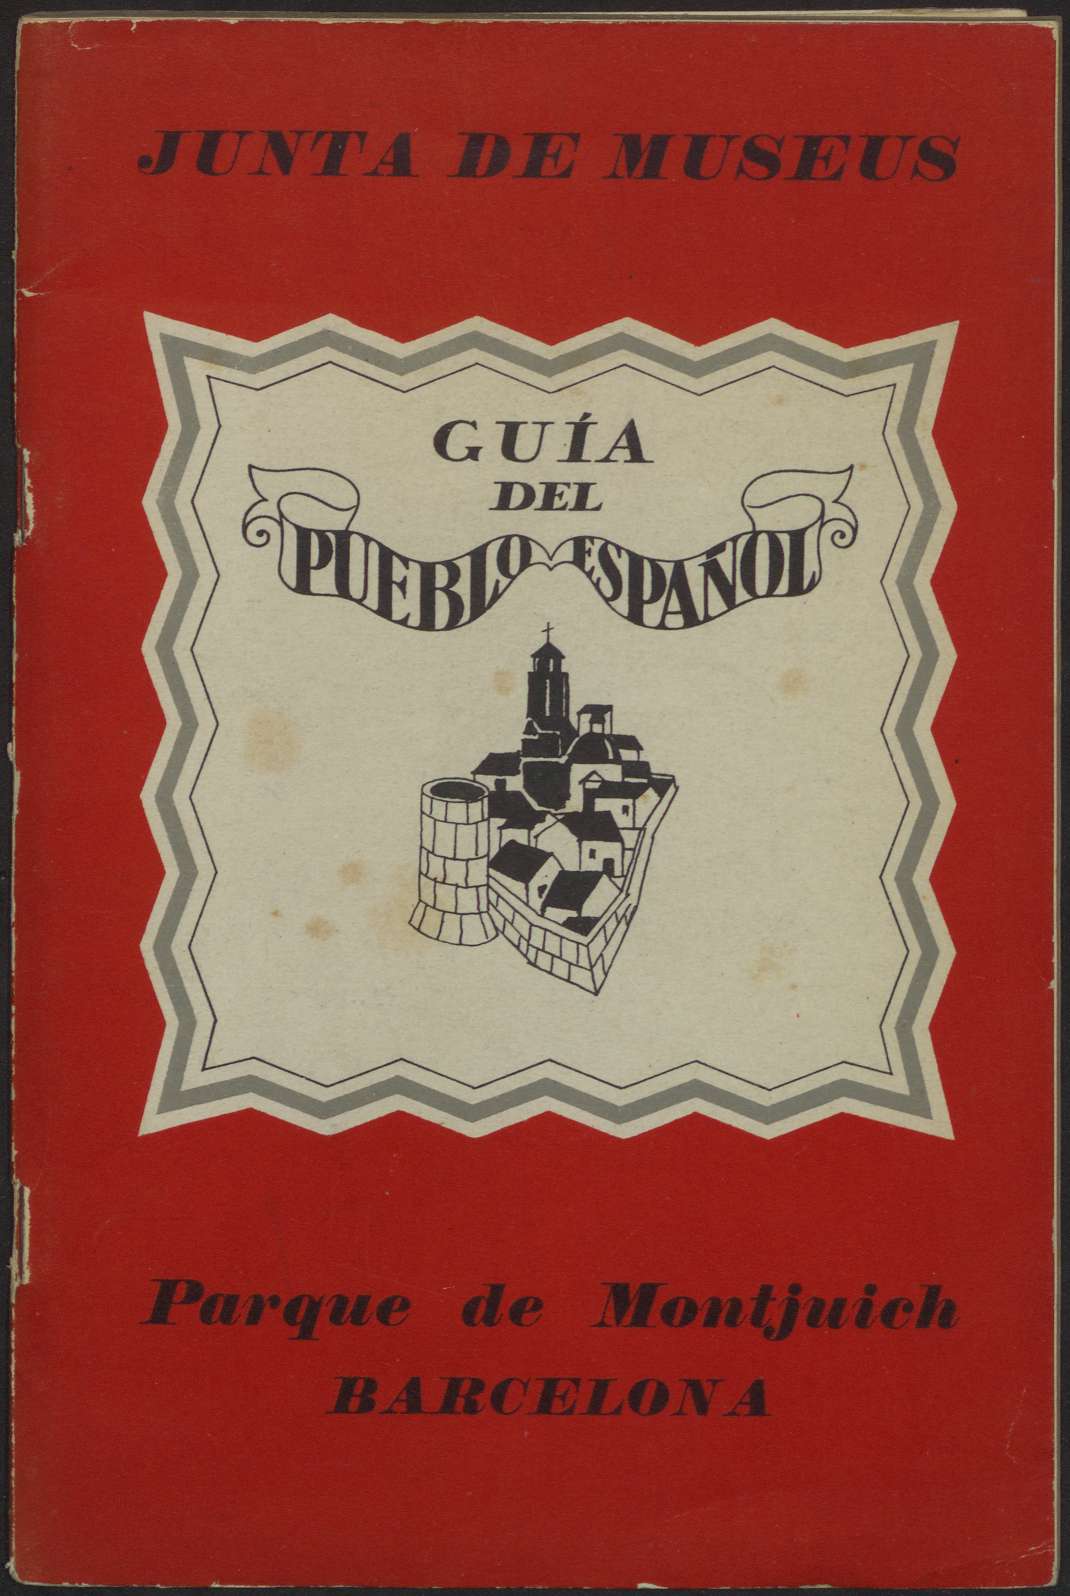 JUNTA DE MUSEUS
GUÍA
DEL
PUEBLO ESPAÑOL
Parque de Montjuich
BARCELONA